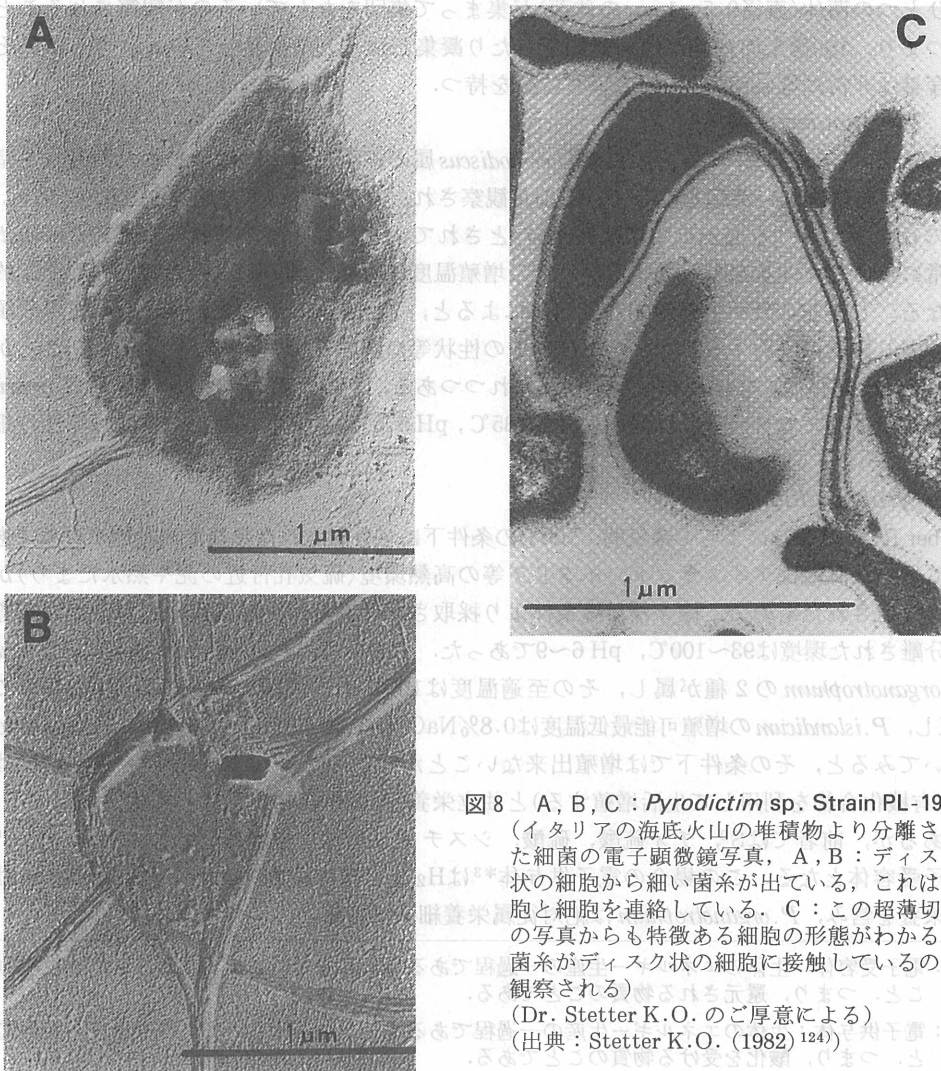 A
C
1μm
1μm
B
1μm
図8 A, B, C : Pyrodictim sp. Strain PL-19
(イタリアの海底火山の堆積物より分離さ
た細菌の電子顕微鏡写真, A, B : ディス
状の細胞から細い菌糸が出ている, これは
胞と細胞を連絡している. C : この超薄切
の写真からも特徴ある細胞の形態がわかる
菌糸がディスク状の細胞に接触しているの
観察される)
(Dr. Stetter K.O. のご厚意による)
(出典 : Stetter K.O. (1982) 124))